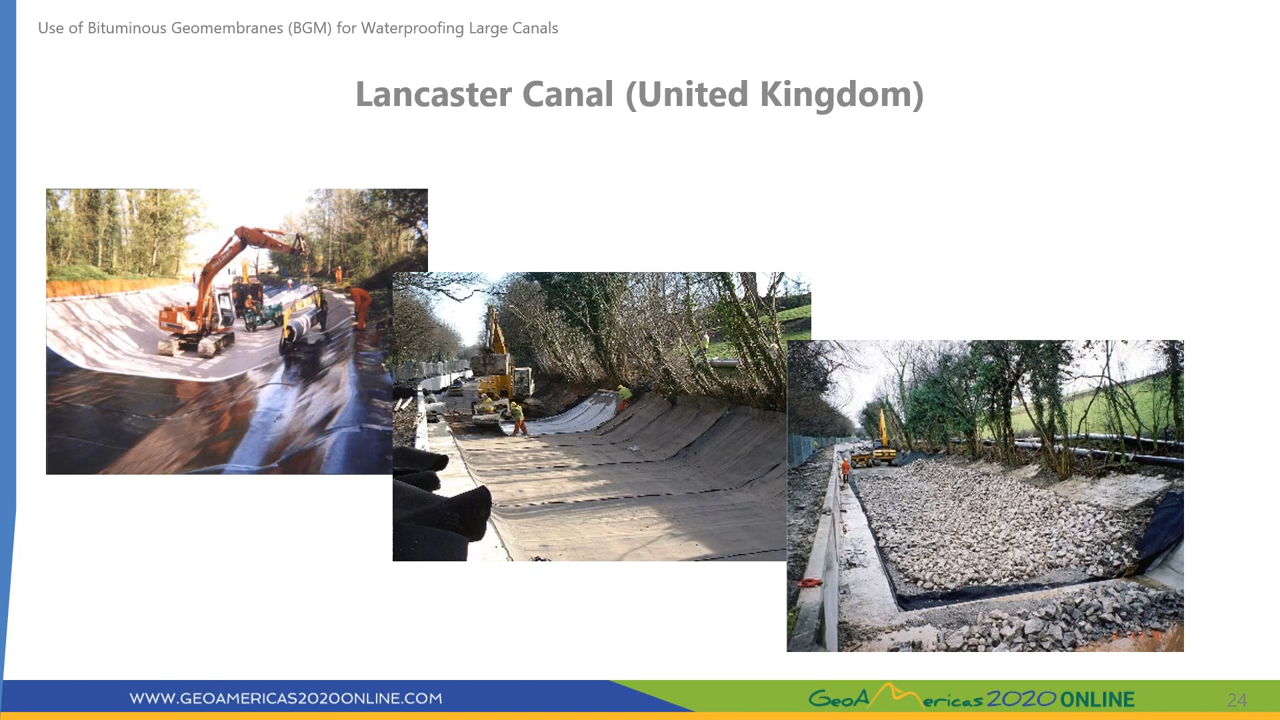 Use of Bituminous Geomembranes (BGM) for Waterproofing Large Canals
Lancaster Canal (United Kingdom)
WWW.GEOAMERICAS2020ONLINE.COM
GeoAmericas 2020 ONLINE
24